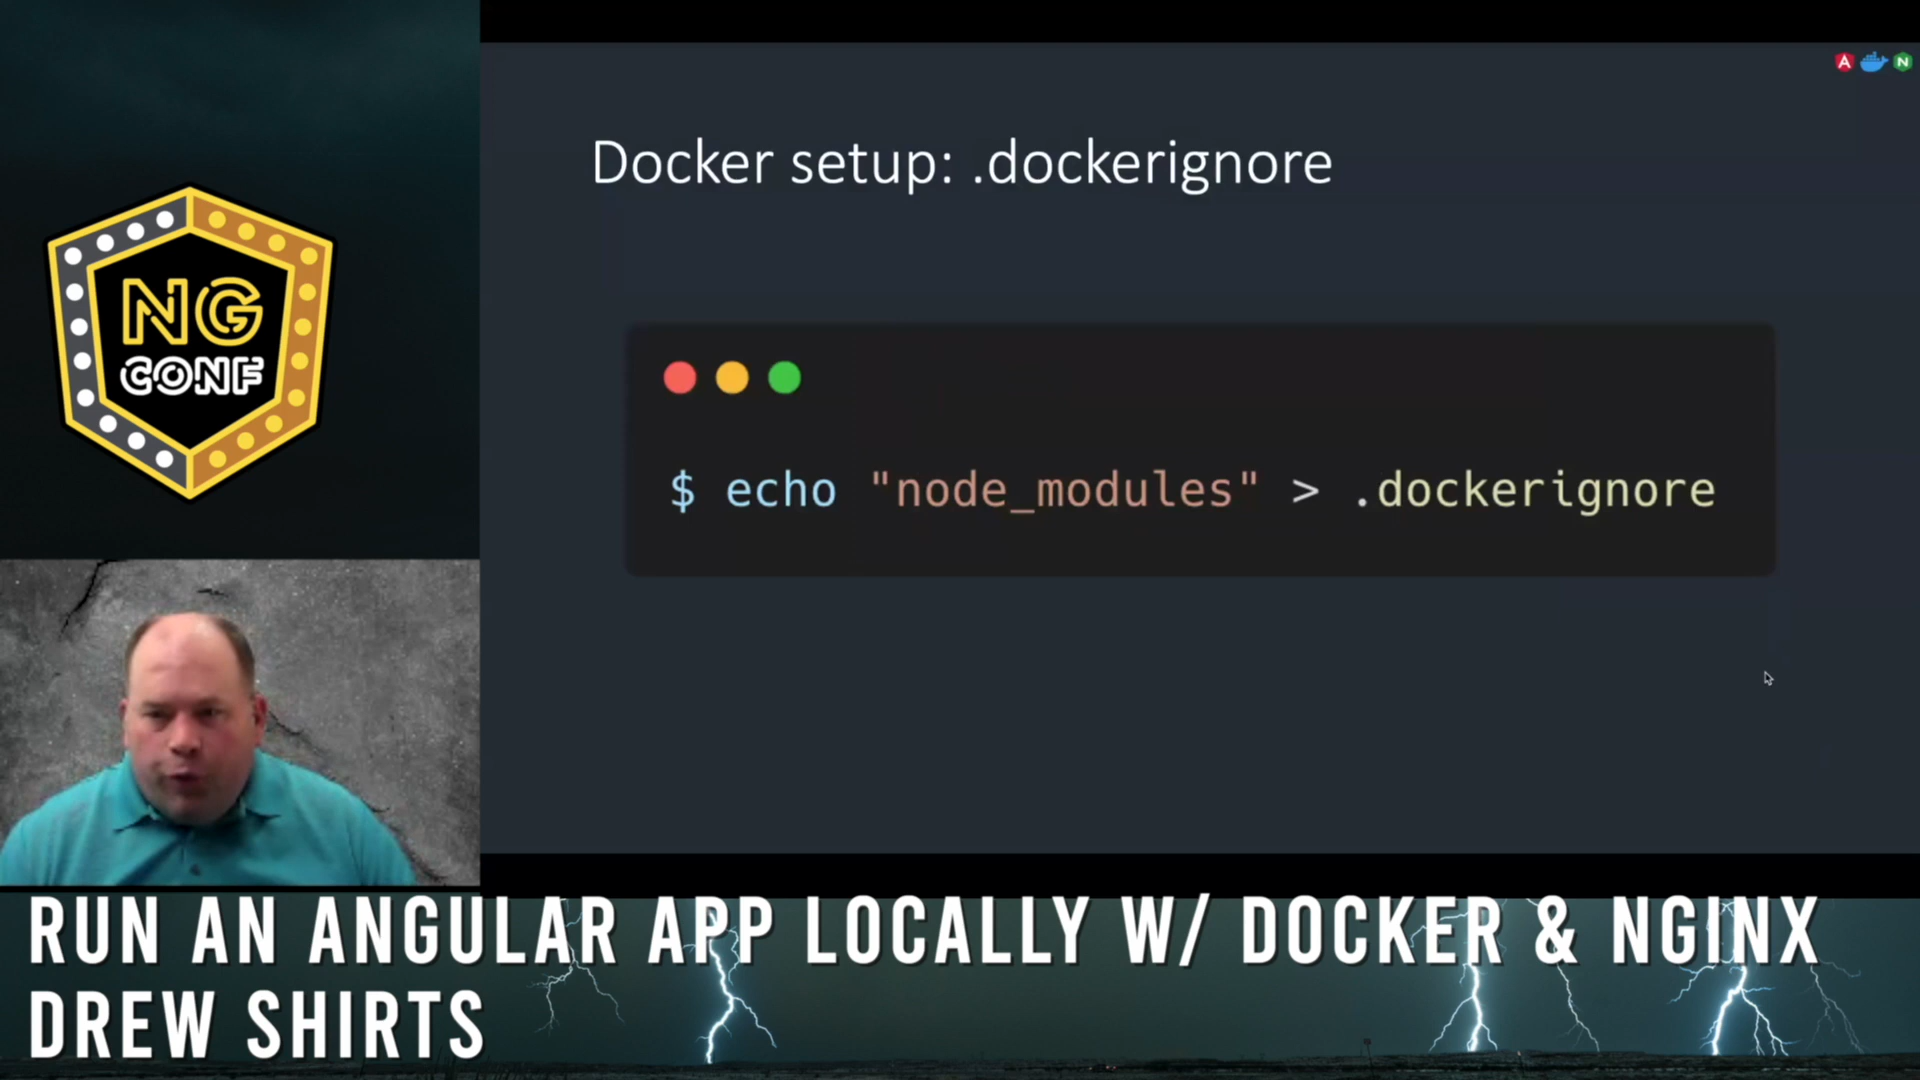 A
N
Docker setup: .dockerignore
NG
CONF
$ echo "node_modules" > .dockerignore
RUN AN ANGULAR APP LOCALLY W/ DOCKER & NGINX
DREW SHIRTS